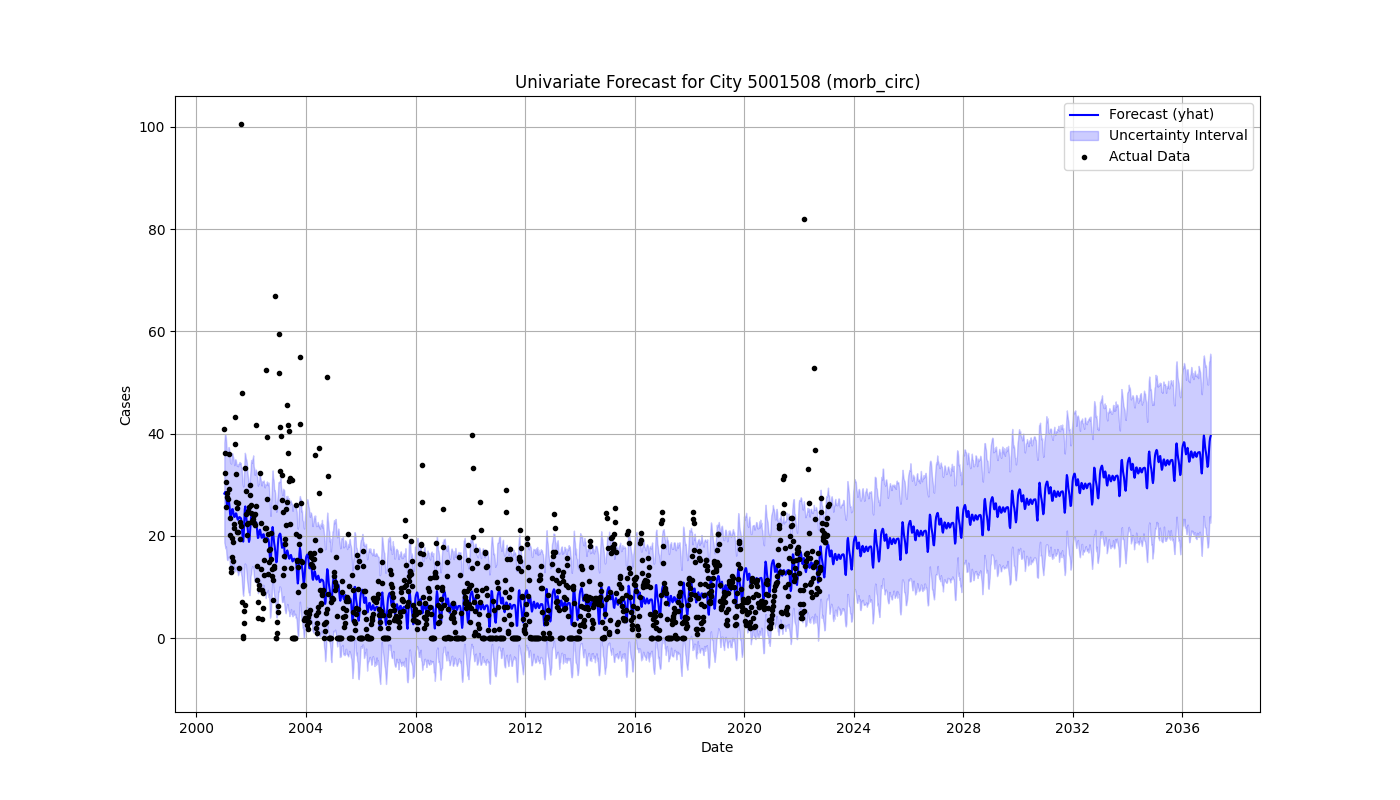 Univariate Forecast for City 5001508 (morb_circ)
Forecast (yhat)
Uncertainty Interval
Actual Data
Cases
100
80
60
40
20
0
2000 2004 2008 2012 2016 2020 2024 2028 2032 2036
Date